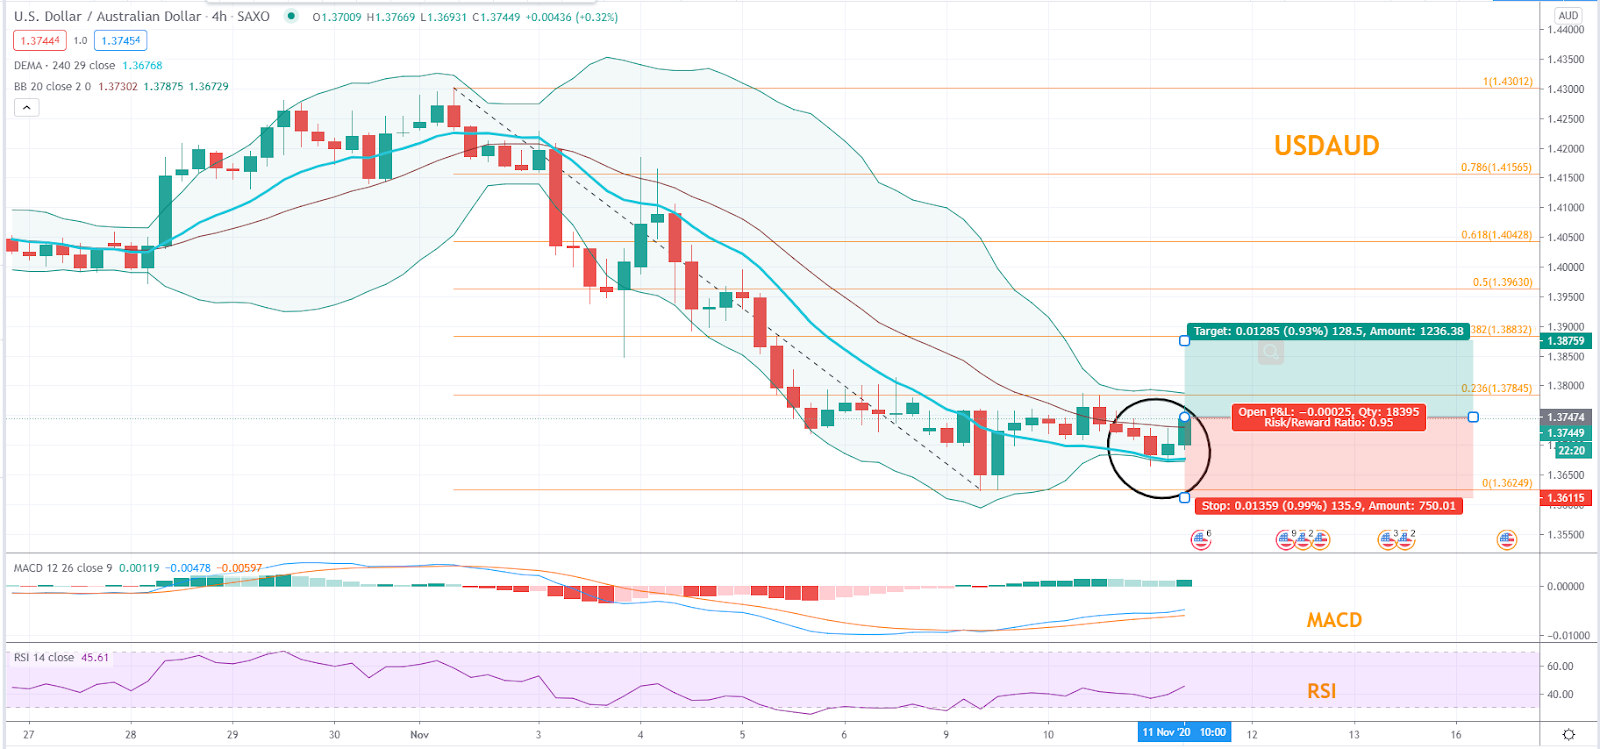 U.S. Dollar / Australian Dollar · 4h · SAXO O1.37009 H1.37669 L1.36931 C1.37449 +0.00436 (+0.32%)
1.37444 1.0 1.37454
DEMA · 240 29 close 1.36768
BB 20 close 2 0 1.37302 1.37875 1.36729
AUD
1.44000
1.43500
1.43000
1.42500
1.42000
1.41500
1.41000
1.40500
1.40000
1.39500
1.39000
1.38759
1.38500
1.38000
1.37474
1.37449
22:20
1.36500
1.36115
1.35500
USDAUD
1(1.43012)
0.786(1.41565)
0.618(1.40428)
0.5(1.39630)
382(1.38832)
0.236(1.37845)
0(1.36249)
Target: 0.01285 (0.93%) 128.5, Amount: 1236.38
Open P&L: −0.00025, Qty: 18395
Risk/Reward Ratio: 0.95
Stop: 0.01359 (0.99%) 135.9, Amount: 750.01
6 9 2 3 2
MACD 12 26 close 9 0.00119 −0.00478 −0.00597
0.00000
−0.01000
MACD
RSI 14 close 45.61
60.00
40.00
RSI
27 28 29 30 Nov 3 4 5 6 9 10 11 Nov '20 10:00 12 13 16